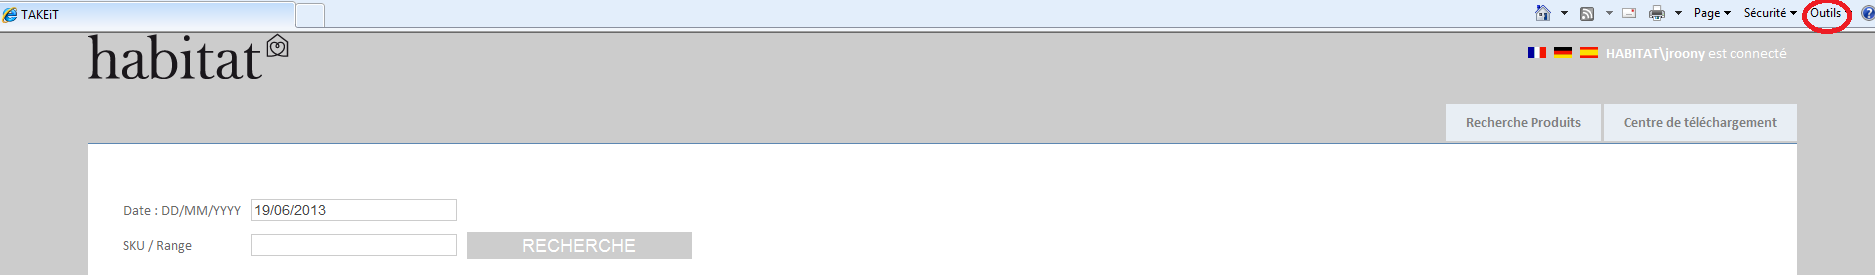 TAKEiT
Page Sécurité Outils
habitat
HABITAT\jroony est connecté
Recherche Produits Centre de téléchargement
Date : DD/MM/YYYY 19/06/2013
SKU / Range RECHERCHE